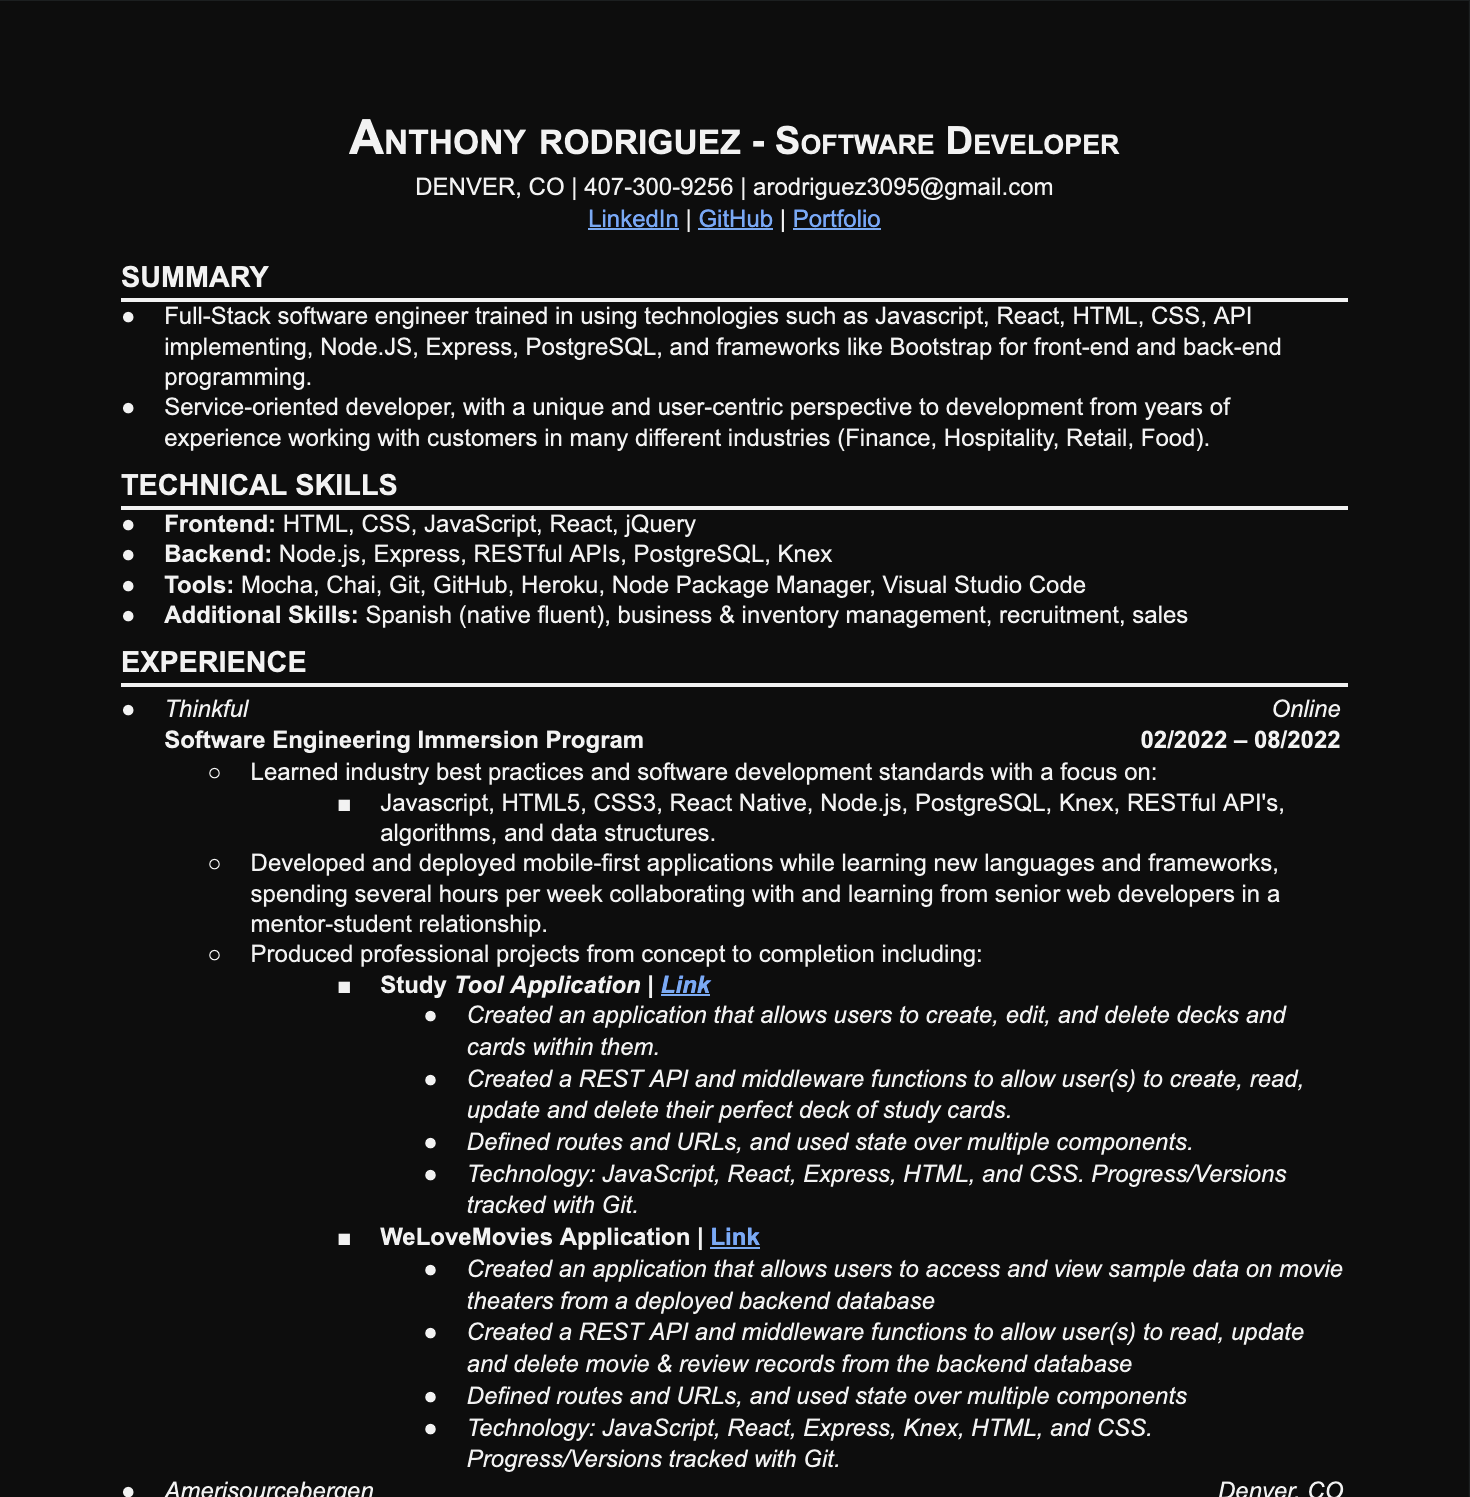 ANTHONY RODRIGUEZ - SOFTWARE DEVELOPER
DENVER, CO | 407-300-9256 | arodriguez3095@gmail.com
LinkedIn | GitHub | Portfolio
SUMMARY
● Full-Stack software engineer trained in using technologies such as Javascript, React, HTML, CSS, API
implementing, Node.JS, Express, PostgreSQL, and frameworks like Bootstrap for front-end and back-end
programming.
● Service-oriented developer, with a unique and user-centric perspective to development from years of
experience working with customers in many different industries (Finance, Hospitality, Retail, Food).
TECHNICAL SKILLS
● Frontend: HTML, CSS, JavaScript, React, jQuery
● Backend: Node.js, Express, RESTful APIs, PostgreSQL, Knex
● Tools: Mocha, Chai, Git, GitHub, Heroku, Node Package Manager, Visual Studio Code
● Additional Skills: Spanish (native fluent), business & inventory management, recruitment, sales
EXPERIENCE
● Thinkful Online
Software Engineering Immersion Program 02/2022 – 08/2022
○ Learned industry best practices and software development standards with a focus on:
■ Javascript, HTML5, CSS3, React Native, Node.js, PostgreSQL, Knex, RESTful API's,
algorithms, and data structures.
○ Developed and deployed mobile-first applications while learning new languages and frameworks,
spending several hours per week collaborating with and learning from senior web developers in a
mentor-student relationship.
○ Produced professional projects from concept to completion including:
■ Study Tool Application | Link
● Created an application that allows users to create, edit, and delete decks and
cards within them.
● Created a REST API and middleware functions to allow user(s) to create, read,
update and delete their perfect deck of study cards.
● Defined routes and URLs, and used state over multiple components.
● Technology: JavaScript, React, Express, HTML, and CSS. Progress/Versions
tracked with Git.
■ WeLoveMovies Application | Link
● Created an application that allows users to access and view sample data on movie
theaters from a deployed backend database
● Created a REST API and middleware functions to allow user(s) to read, update
and delete movie & review records from the backend database
● Defined routes and URLs, and used state over multiple components
● Technology: JavaScript, React, Express, Knex, HTML, and CSS.
Progress/Versions tracked with Git.
● Amerisourcebergen Denver, CO